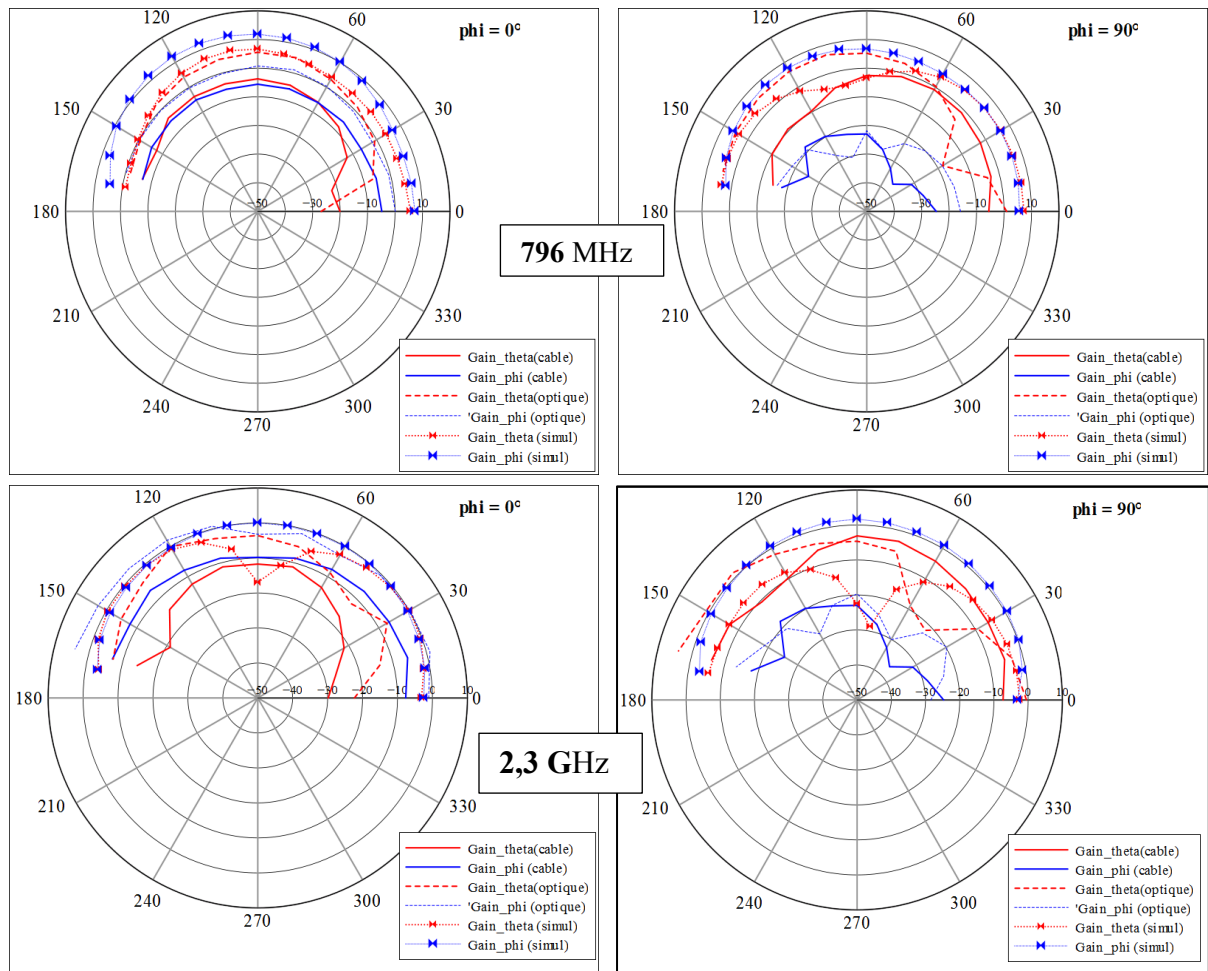 120
60
phi = 0°
150
30
180
−50
−30
−10
0
210
330
240
300
270
Gain_theta(cable)
Gain_phi (cable)
Gain_theta(optique)
'Gain_phi (optique)
Gain_theta (simul)
Gain_phi (simul)
120
60
phi = 90°
150
30
180
−50
−30
−10
0
210
330
240
300
270
Gain_theta(cable)
Gain_phi (cable)
Gain_theta(optique)
'Gain_phi (optique)
Gain_theta (simul)
Gain_phi (simul)
796 MHz
120
60
phi = 0°
150
30
180
−50
−40
−30
−20
−10
0
10
0
210
330
240
300
270
Gain_theta(cable)
Gain_phi (cable)
Gain_theta(optique)
'Gain_phi (optique)
Gain_theta (simul)
Gain_phi (simul)
120
60
phi = 90°
150
30
180
−50
−40
−30
−20
−10
0
10
0
210
330
240
300
270
Gain_theta(cable)
Gain_phi (cable)
Gain_theta(optique)
'Gain_phi (optique)
Gain_theta (simul)
Gain_phi (simul)
2,3 GHz